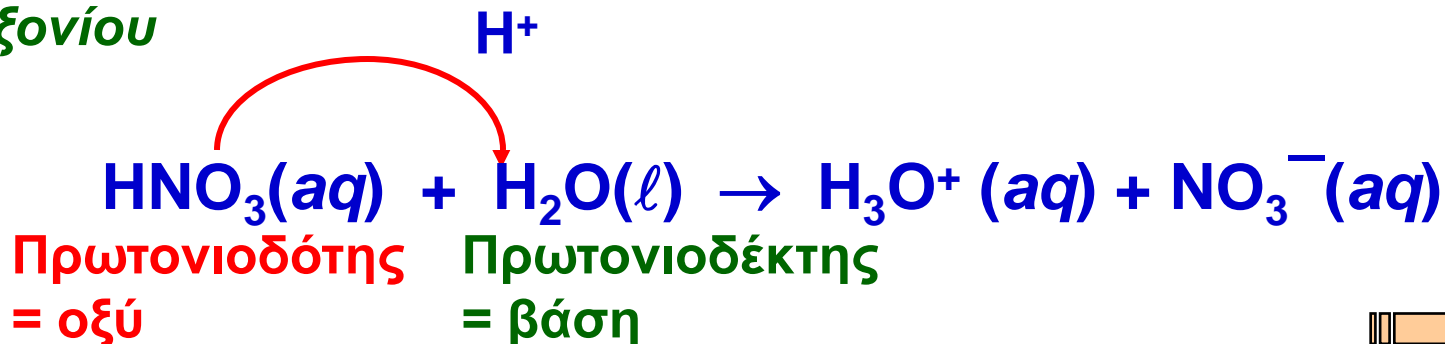 ξονίου
H⁺
HNO₃(aq) + H₂O(ℓ) → H₃O⁺ (aq) + NO₃⁻(aq)
Πρωτονιοδότης Πρωτονιοδέκτης
= οξύ = βάση